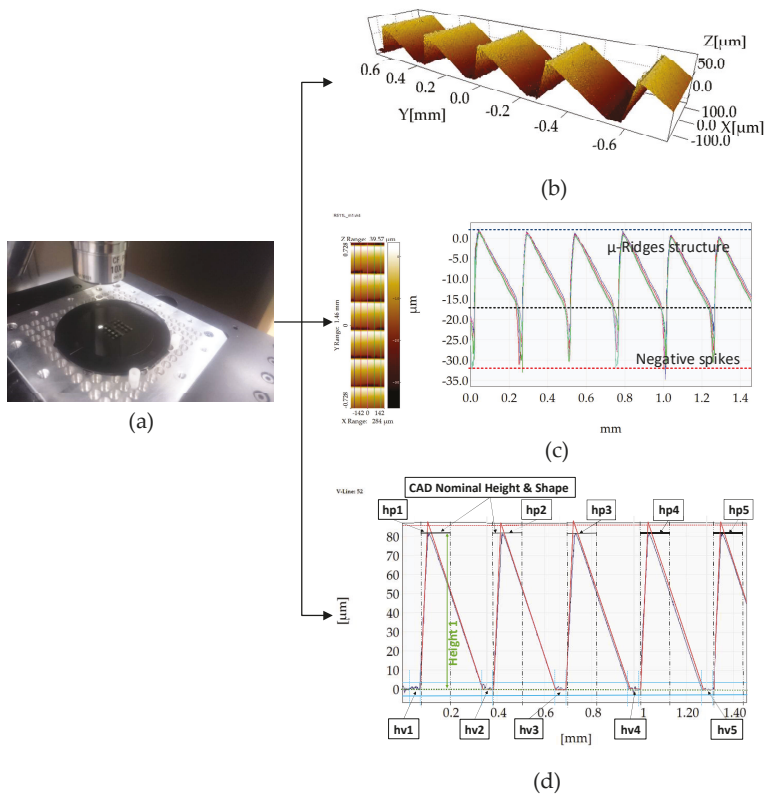 Z[µm]
50.0
0.0
100.0
0.0
-100.0
X[µm]
0.6
0.4
0.2
0.0
-0.2
-0.4
-0.6
Y[mm]
(b)
CF
10X
(a)
Z Range: 39.57 µm
0.728
Y Range: 1.46 mm
0
-0.728
-142 0 142
X Range: 284 µm
µm
0.0
-5.0
-10.0
-15.0
-20.0
-25.0
-30.0
-35.0
µ-Ridges structure
Negative spikes
0.0 0.2 0.4 0.6 0.8 1.0 1.2 1.4
mm
(c)
V-Line: 52
CAD Nominal Height & Shape
hp1 hp2 hp3 hp4 hp5
80
70
60
50
40
30
20
10
0
[µm]
Height 1
0.2 0.4 0.6 0.8 1 1.20 1.40
hv1 hv2 hv3 hv4 hv5
[mm]
(d)